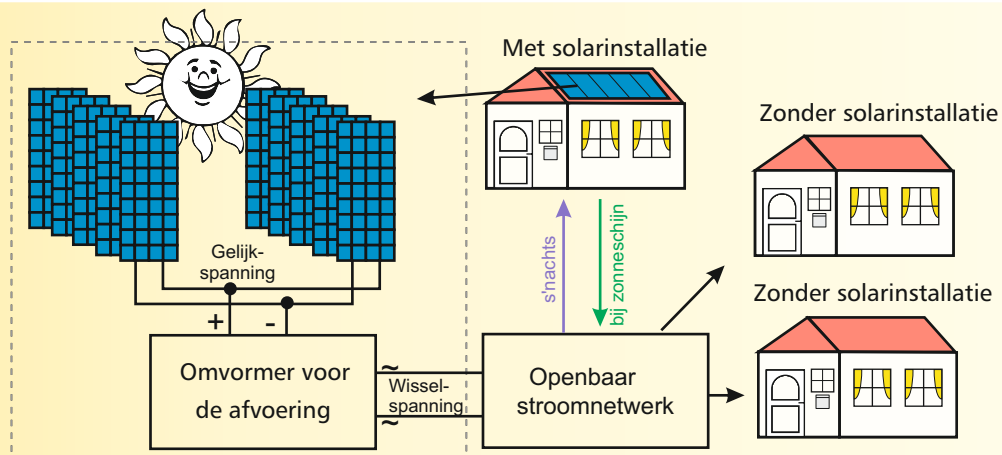 Met solarinstallatie
Zonder solarinstallatie
Gelijk-
spanning
s'nachts
bij zonneschijn
Zonder solarinstallatie
+ -
Omvormer voor
de afvoering
~
Wissel-
spanning
~
Openbaar
stroomnetwerk